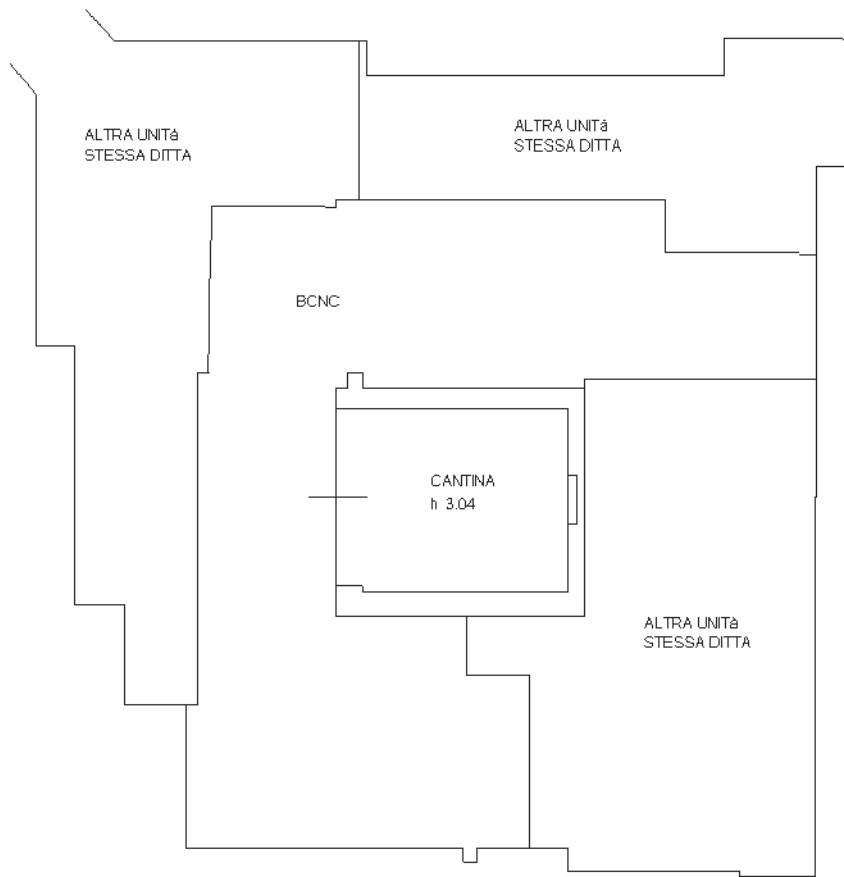 ALTRA UNITà
STESSA DITTA
ALTRA UNITà
STESSA DITTA
BCNC
CANTINA
h 3.04
ALTRA UNITà
STESSA DITTA